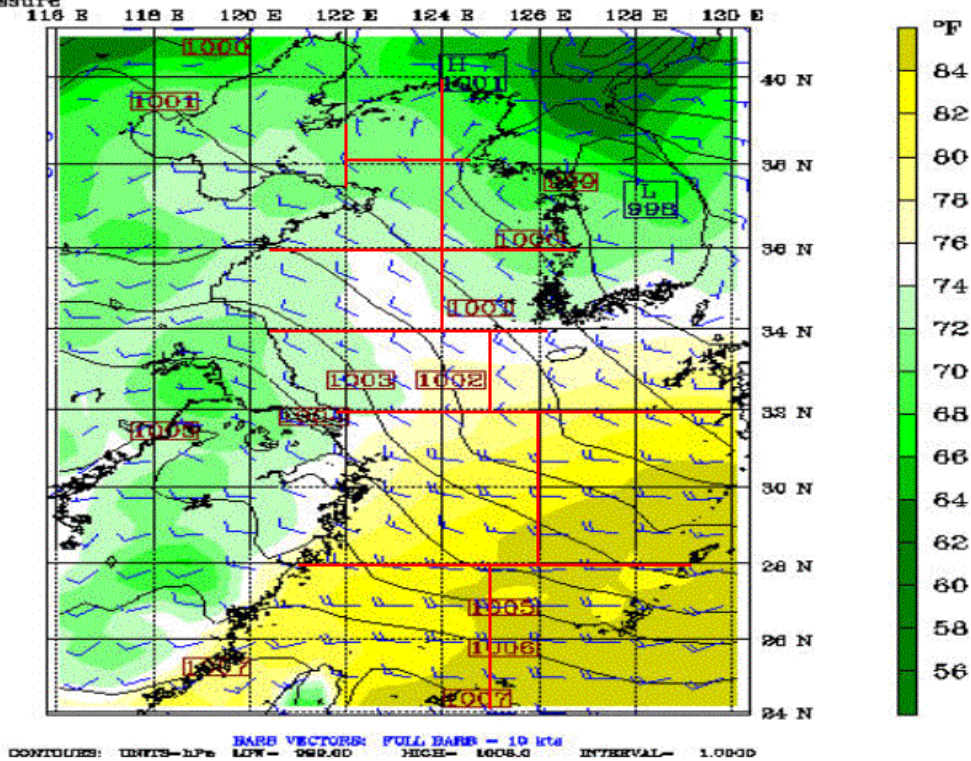 ssure
116 E 118 E 120 E 122 E 124 E 126 E 128 E 130 E
°F
1000
H
1001
40 N
84
1001
82
80
38 N
L
998
78
1000
36 N
76
1001
74
34 N
72
1003 1002
70
32 N
68
66
30 N
64
62
28 N
60
1005
58
26 N
1006
56
1007
1007
24 N
BARB VECTORS: FULL BARB = 10 kts
CONTOURS: UNITS=hPa LOW= 999.00 HIGH= 1008.0 INTERVAL= 1.0000